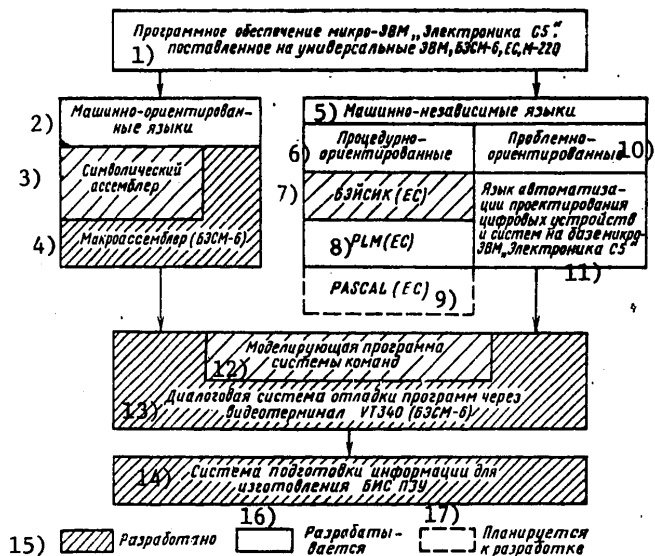 Программное обеспечение микро-ЭВМ „Электроника С5“,
1) поставленное на универсальные ЭВМ, БЭСМ-6, ЕС, М-220
2) Машинно-ориентирован-
ные языки
3) Символический
ассемблер
4) Макроассемблер (БЭСМ-6)
5) Машинно-независимые языки
6) Процедурно-
ориентированные
Проблемно-
ориентированные 10)
7) БЭЙСИК (ЕС)
8) PLM (ЕС)
PASCAL (ЕС) 9)
Язык автоматиза-
ции проектирования
цифровых устройств
и систем на базе микро-
ЭВМ „Электроника С5“
11)
Моделирующая программа
12) системы команд
13) Диалоговая система отладки программ через
видеотерминал VT340 (БЭСМ-6)
14) Система подготовки информации для
изготовления БИС ПЗУ
15) Разработано
16) Разрабаты-
вается
17) Планируется
к разработке